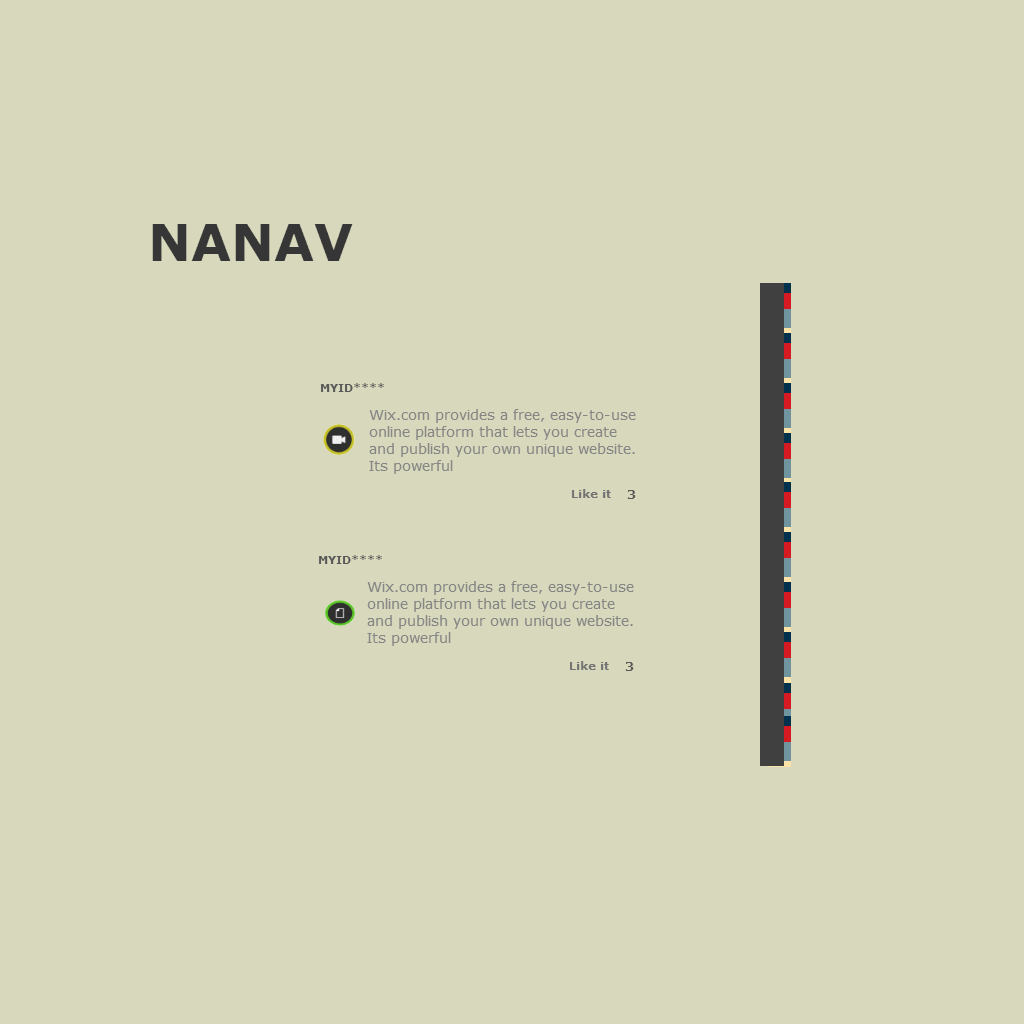 NANAV
MYID****
Wix.com provides a free, easy-to-use
online platform that lets you create
and publish your own unique website.
Its powerful
Like it 3
MYID****
Wix.com provides a free, easy-to-use
online platform that lets you create
and publish your own unique website.
Its powerful
Like it 3